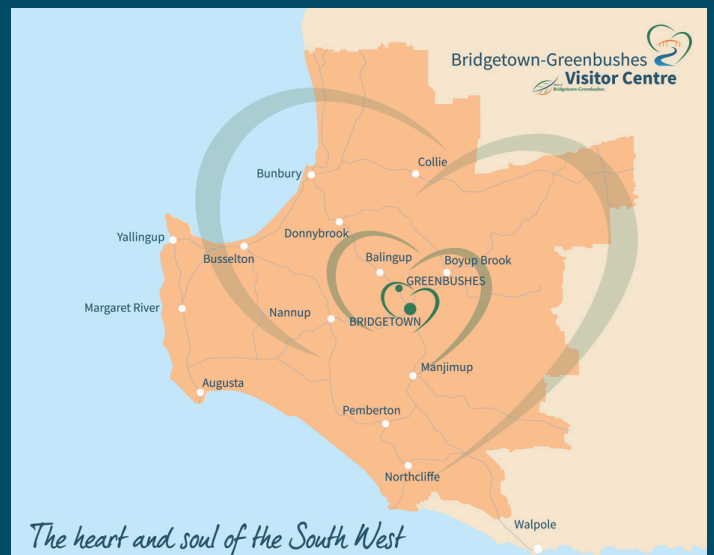 Bridgetown-Greenbushes
Visitor Centre
Bridgetown-Greenbushes
Collie
Bunbury
Donnybrook
Yallingup
Busselton
Balingup
Boyup Brook
GREENBUSHES
Margaret River
Nannup
BRIDGETOWN
Manjimup
Augusta
Pemberton
Northcliffe
Walpole
The heart and soul of the South West